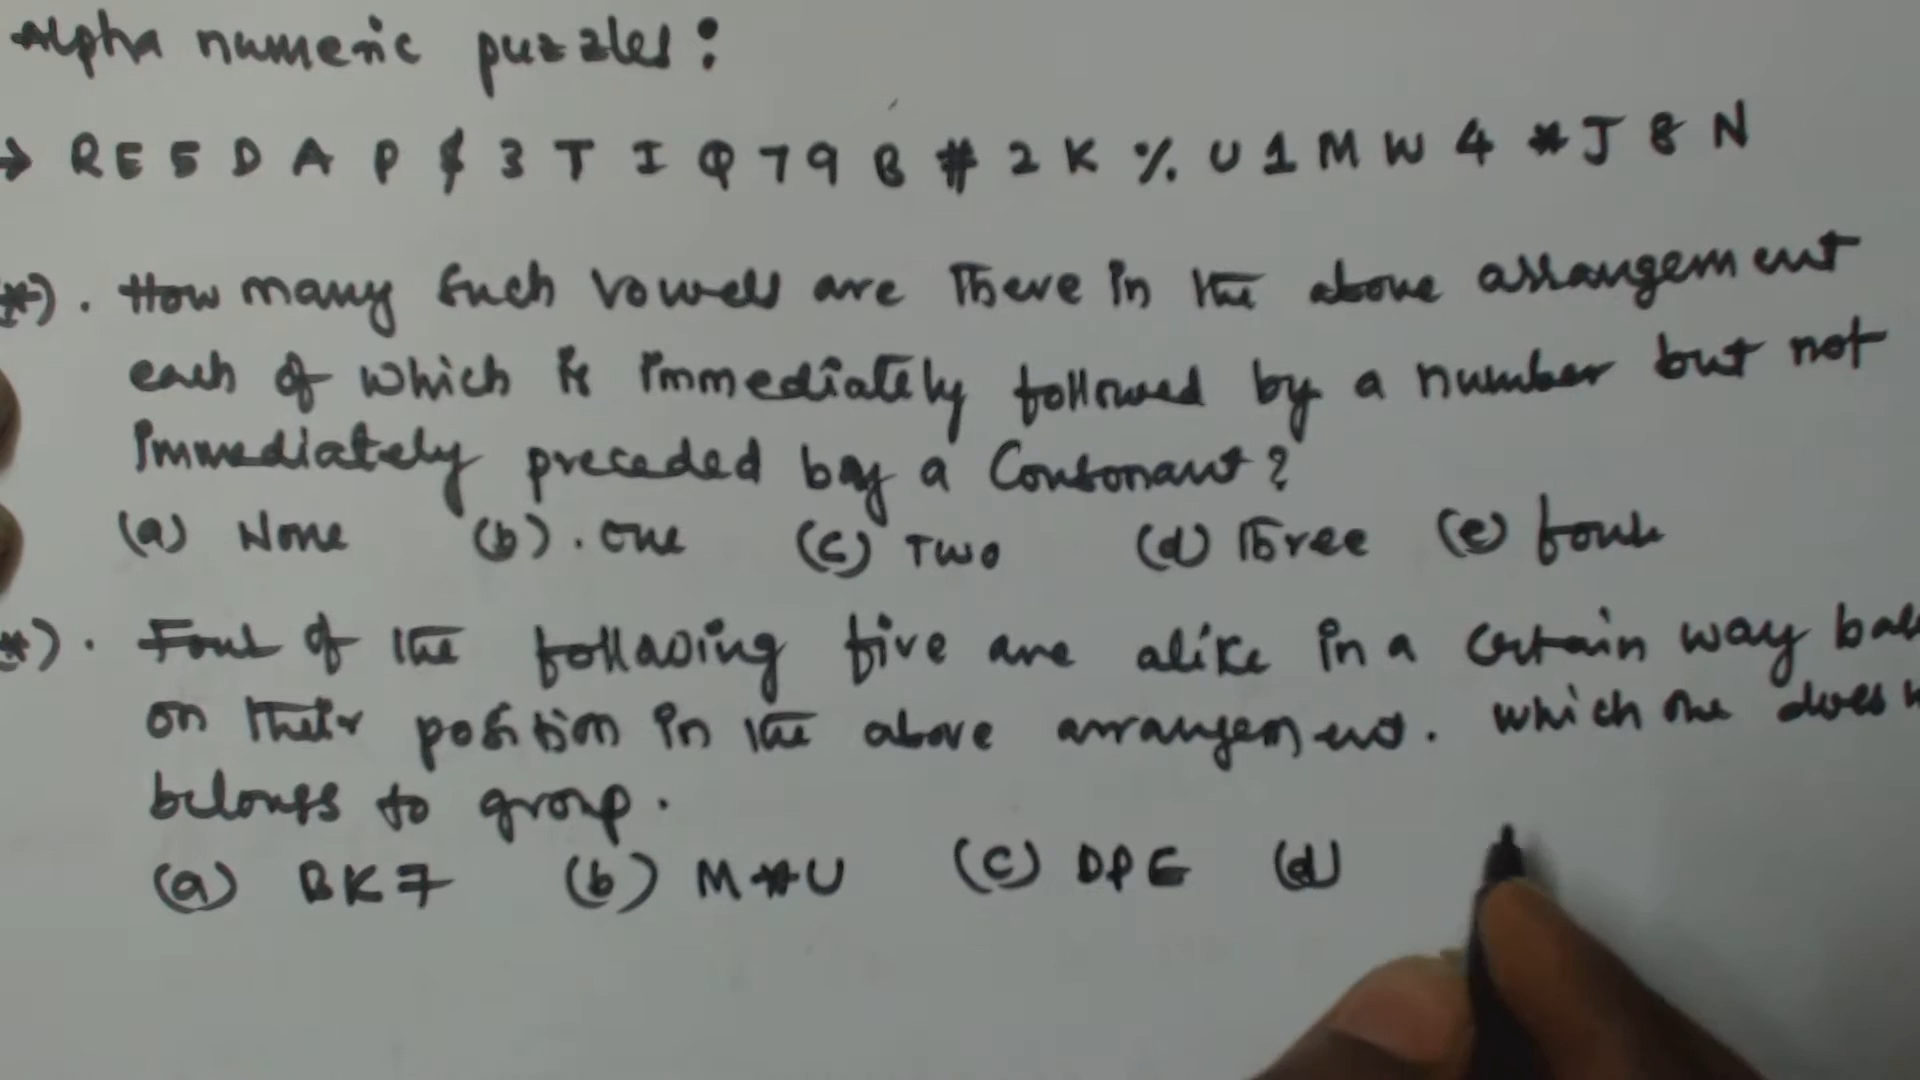 Alpha numeric puzzles:
→ R E 5 D A P $ 3 T I Q 7 9 B # 2 K % U 1 M W 4 * J 8 N
*). How many such vowels are there in the above arrangement
each of which is immediately followed by a number but not
immediately preceded by a Consonant?
(a) None (b). one (c) Two (d) Three (e) four
*). Four of the following five are alike in a certain way
on their position in the above arrangement. which one does
belongs to group.
(a) BK7 (b) M*U (c) DPE (d)